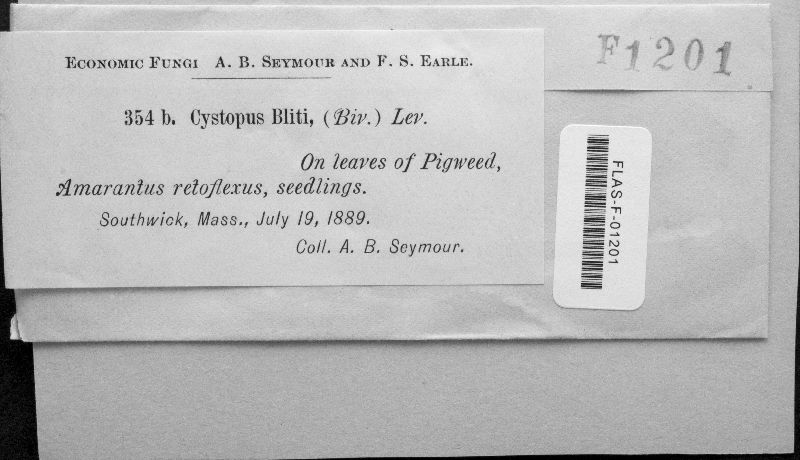 ECONOMIC FUNGI A. B. SEYMOUR AND F. S. EARLE.
354 b. Cystopus Bliti, (Biv.) Lev.
On leaves of Pigweed,
Amarantus retoflexus, seedlings.
Southwick, Mass., July 19, 1889.
Coll. A. B. Seymour.
F1201
FLAS-F-01201